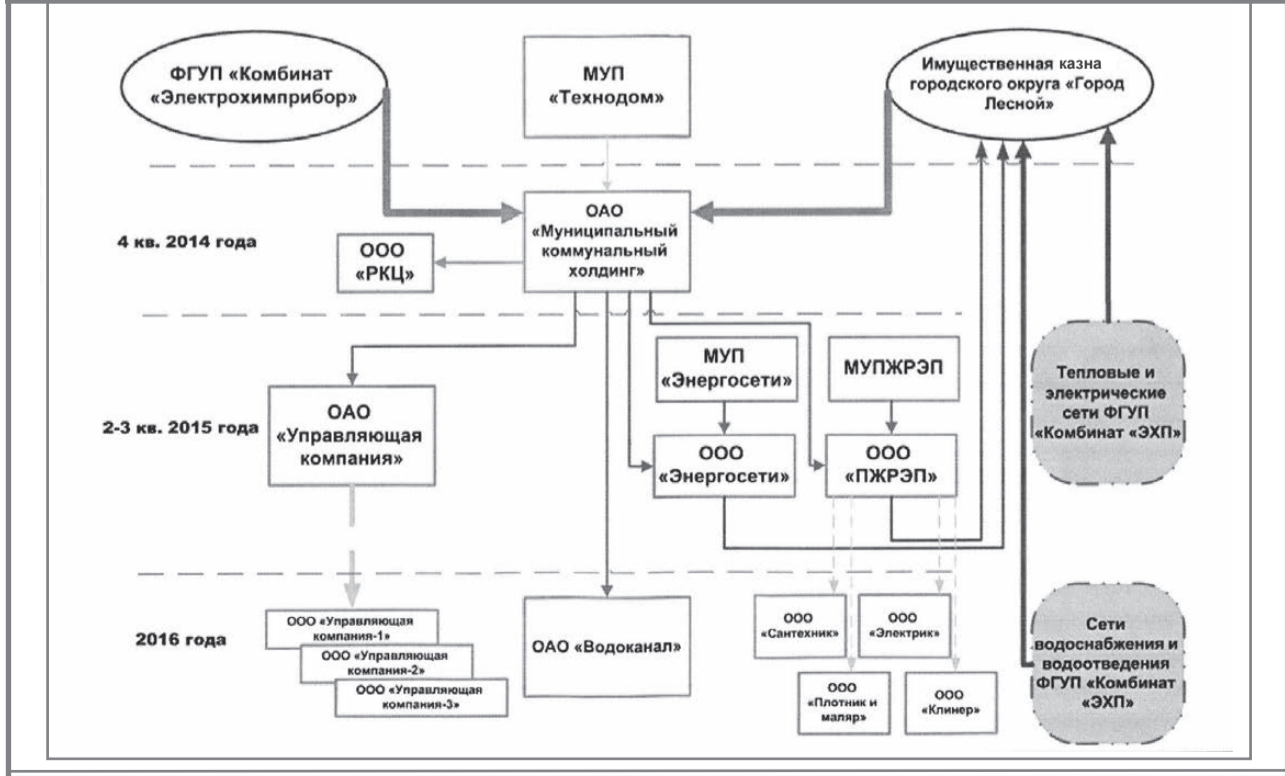 ФГУП «Комбинат
«Электрохимприбор»
МУП
«Технодом»
Имущественная казна
городского округа «Город
Лесной»
4 кв. 2014 года
ООО
«РКЦ»
ОАО
«Муниципальный
коммунальный
холдинг»
2-3 кв. 2015 года
ОАО
«Управляющая
компания»
МУП
«Энергосети»
МУПЖРЭП
ООО
«Энергосети»
ООО
«ПЖРЭП»
Тепловые и
электрические
сети ФГУП
«Комбинат «ЭХП»
2016 года
ООО «Управляющая
компания-1»
ООО «Управляющая
компания-2»
ООО «Управляющая
компания-3»
ОАО «Водоканал»
ООО
«Сантехник»
ООО
«Электрик»
ООО
«Плотник и
маляр»
ООО
«Клинер»
Сети
водоснабжения и
водоотведения
ФГУП «Комбинат
«ЭХП»